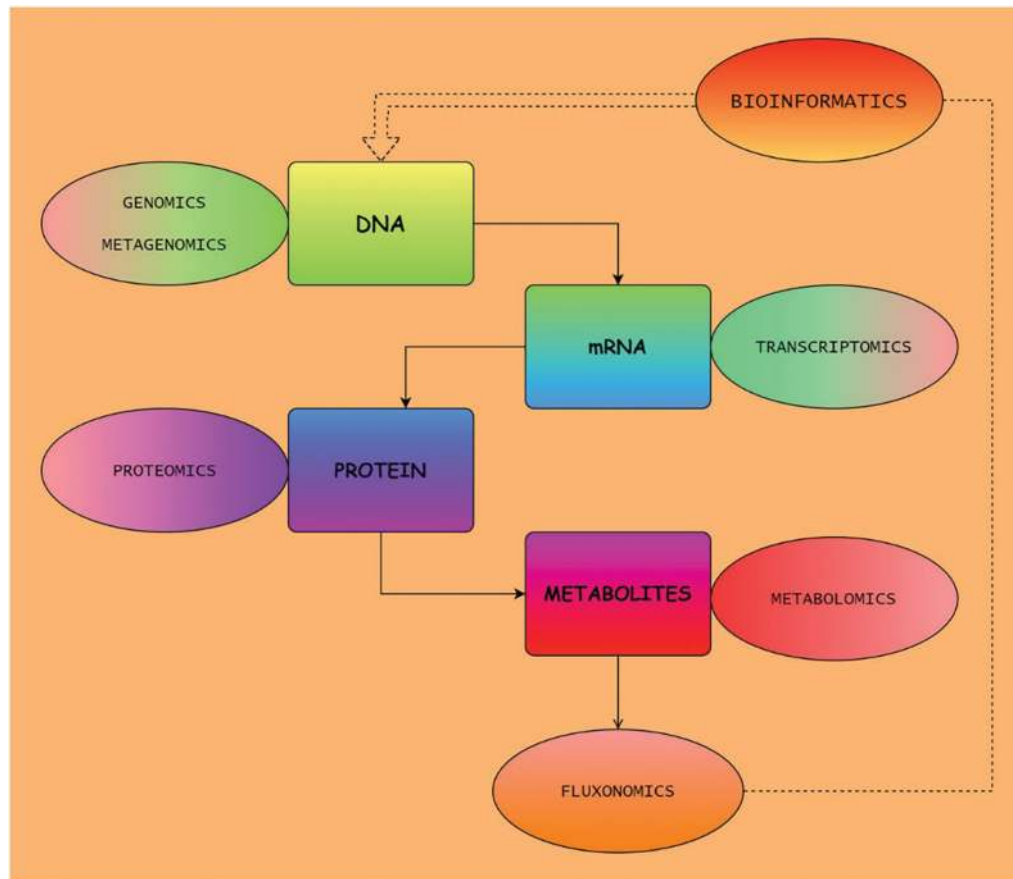 BIOINFORMATICS
GENOMICS
METAGENOMICS
DNA
mRNA
TRANSCRIPTOMICS
PROTEOMICS
PROTEIN
METABOLITES
METABOLOMICS
FLUXONOMICS